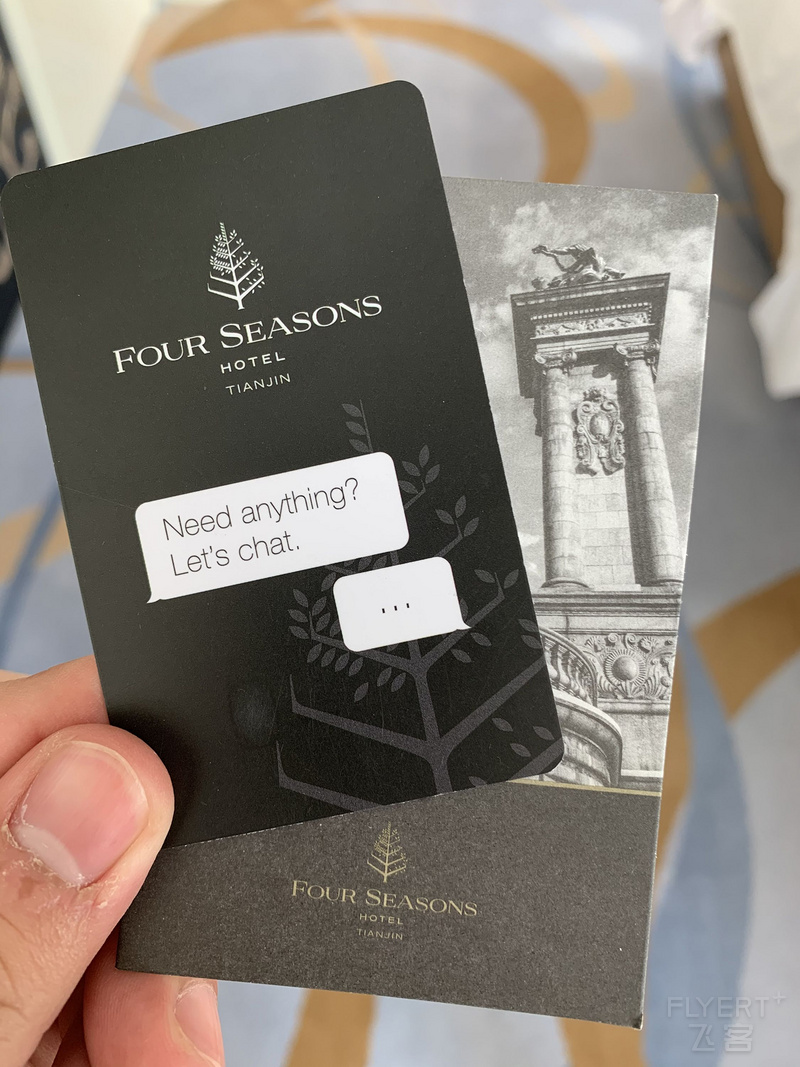 FOUR SEASONS
HOTEL
TIANJIN
Need anything?
Let's chat.
...
FOUR SEASONS
HOTEL
TIANJIN
FLYERT+
飞客